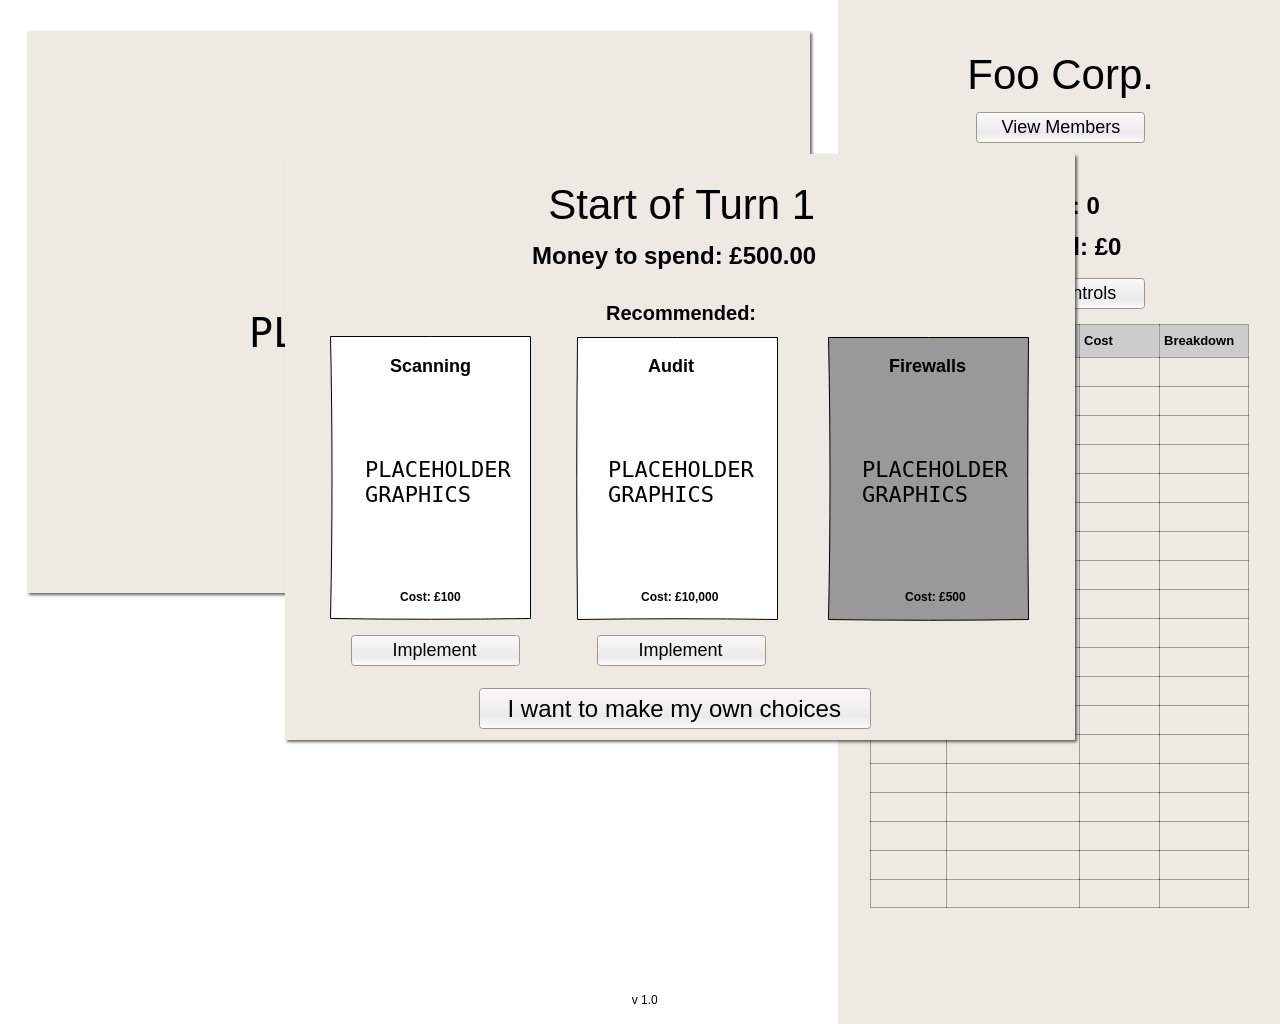 Foo Corp.
View Members
: 0
d: £0
ntrols
Cost
Breakdown
PL
Start of Turn 1
Money to spend: £500.00
Recommended:
Scanning
PLACEHOLDER
GRAPHICS
Cost: £100
Implement
Audit
PLACEHOLDER
GRAPHICS
Cost: £10,000
Implement
Firewalls
PLACEHOLDER
GRAPHICS
Cost: £500
I want to make my own choices
v 1.0